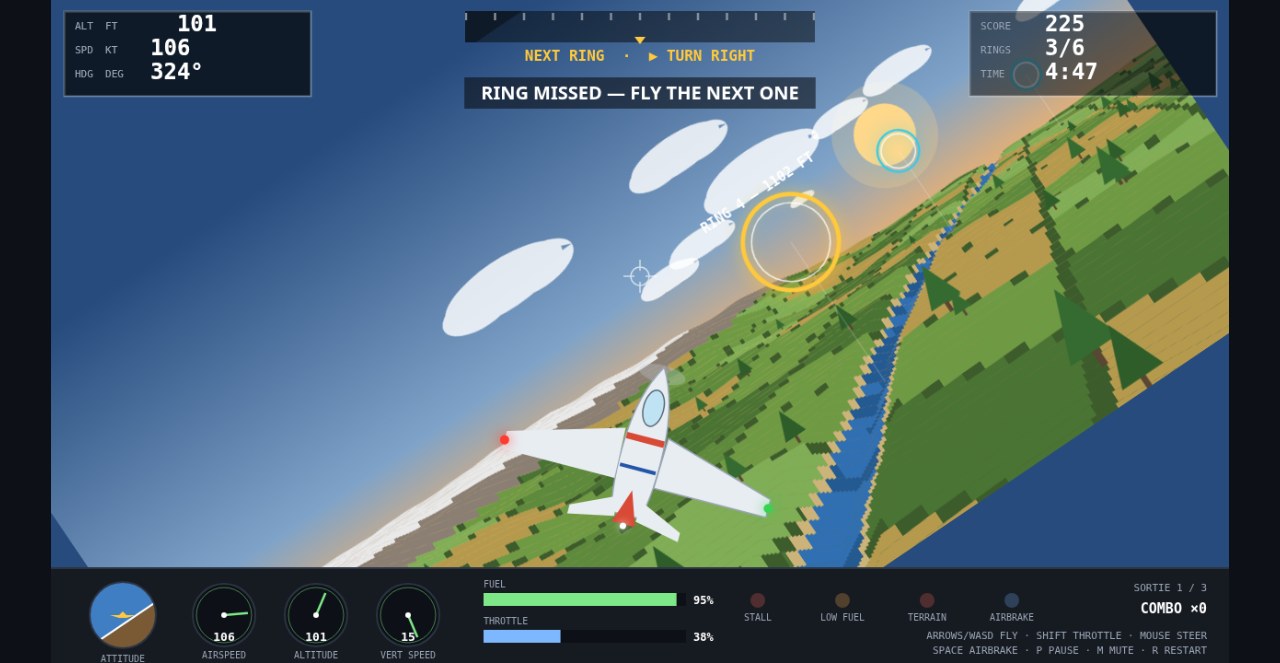 ALT FT 101
SPD KT 106
HDG DEG 324°
NEXT RING · ▶ TURN RIGHT
RING MISSED — FLY THE NEXT ONE
SCORE 225
RINGS 3/6
TIME 4:47
RING 4 — 1102 FT
106
AIRSPEED
101
ALTITUDE
15
VERT SPEED
ATTITUDE
FUEL
95%
THROTTLE
38%
STALL
LOW FUEL
TERRAIN
AIRBRAKE
SORTIE 1 / 3
COMBO ×0
ARROWS/WASD FLY · SHIFT THROTTLE · MOUSE STEER
SPACE AIRBRAKE · P PAUSE · M MUTE · R RESTART